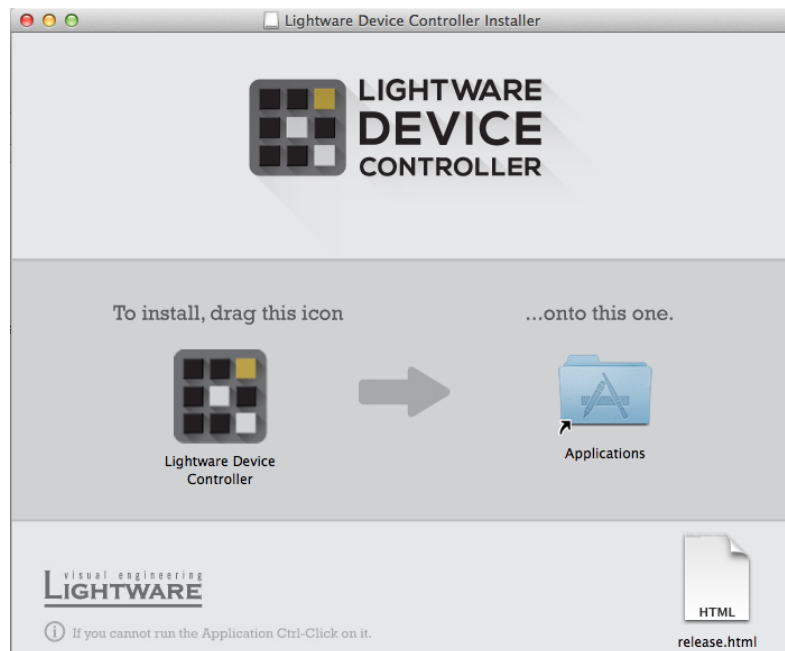 Lightware Device Controller Installer
LIGHTWARE
DEVICE
CONTROLLER
To install, drag this icon
...onto this one.
Lightware Device
Controller
Applications
visual engineering
LIGHTWARE
HTML
release.html
i If you cannot run the Application Ctrl-Click on it.